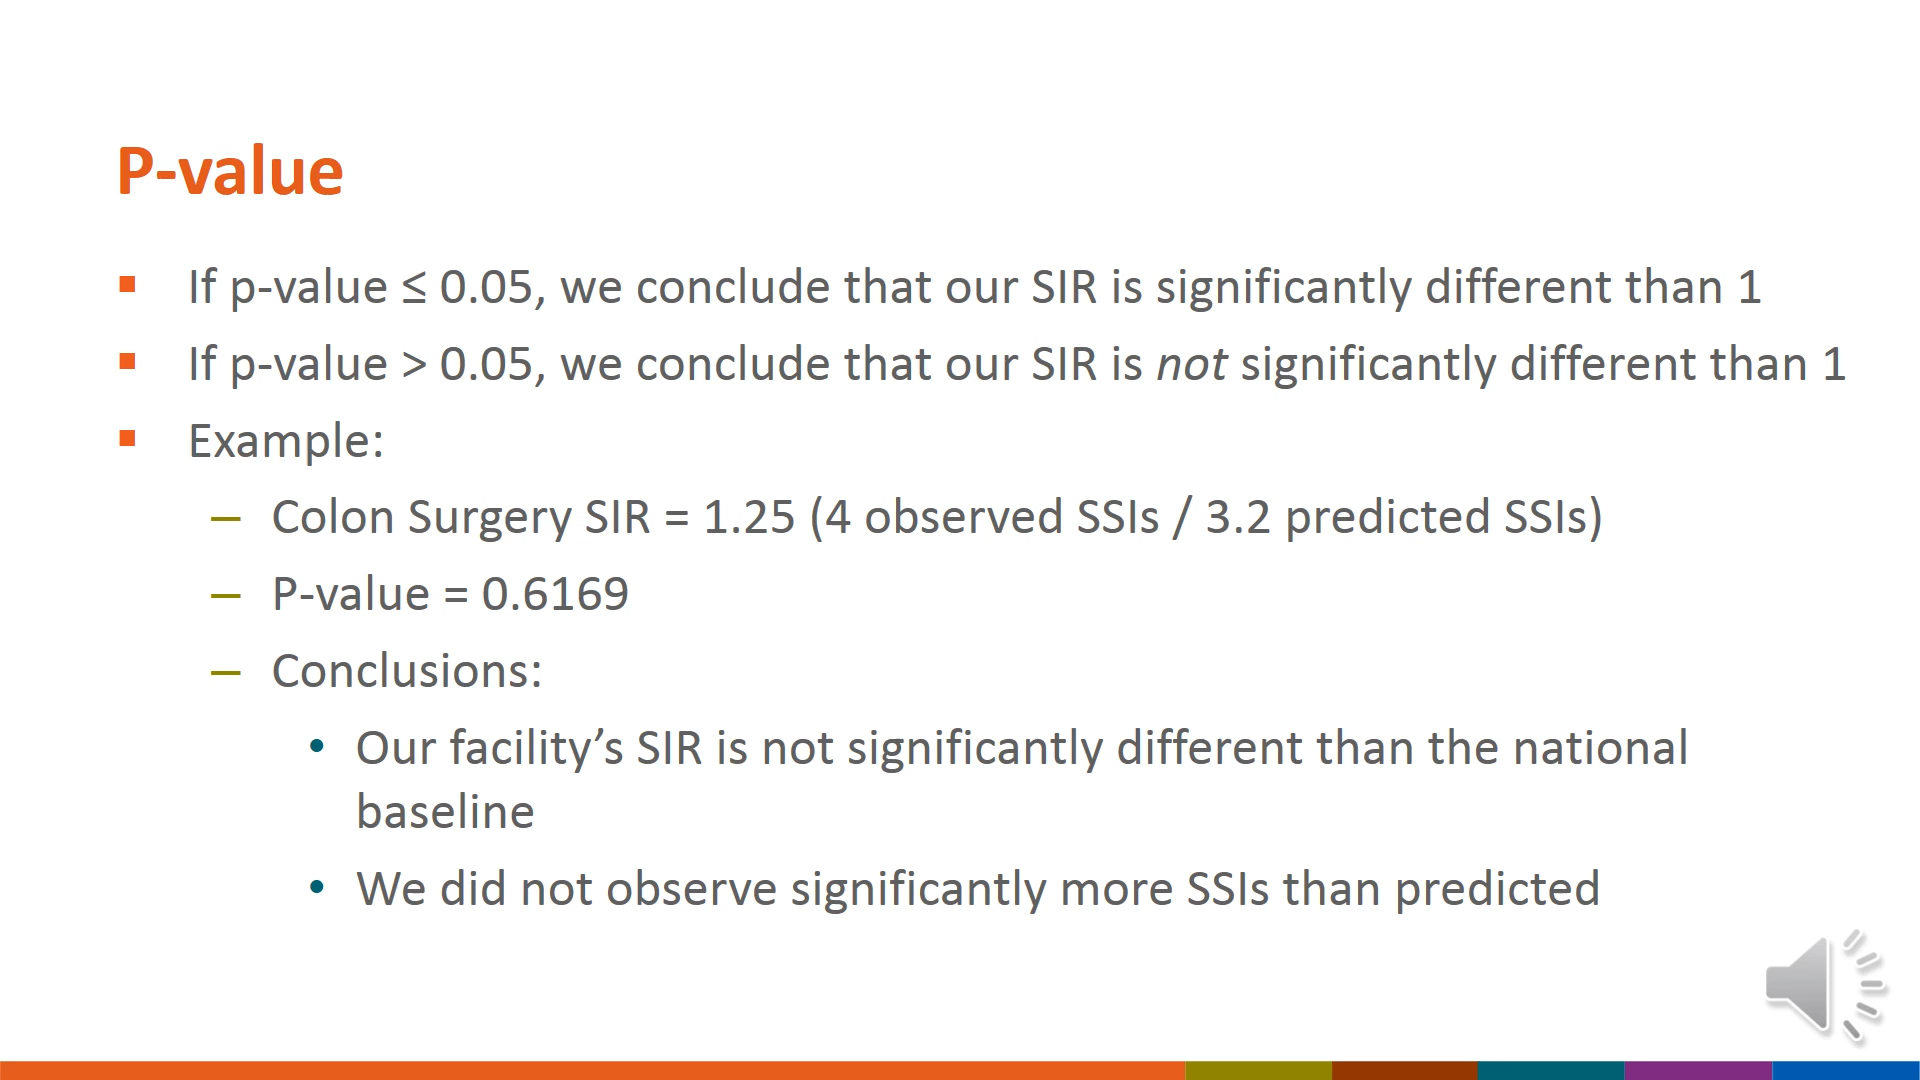 P-value
▪ If p-value ≤ 0.05, we conclude that our SIR is significantly different than 1
▪ If p-value > 0.05, we conclude that our SIR is not significantly different than 1
▪ Example:
– Colon Surgery SIR = 1.25 (4 observed SSIs / 3.2 predicted SSIs)
– P-value = 0.6169
– Conclusions:
• Our facility’s SIR is not significantly different than the national
baseline
• We did not observe significantly more SSIs than predicted